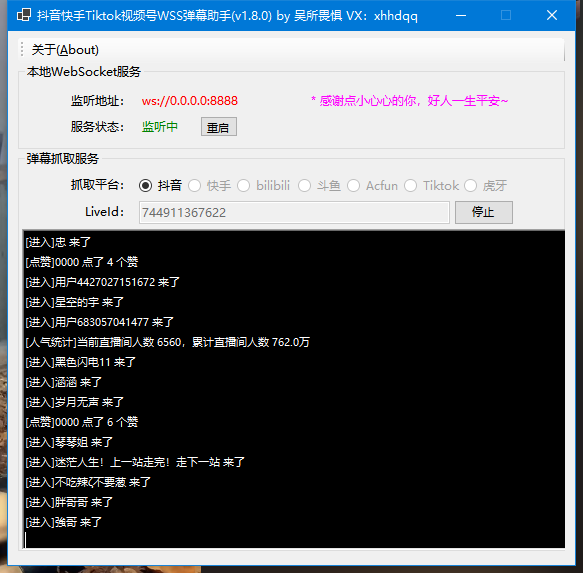 抖音快手Tiktok视频号WSS弹幕助手(v1.8.0) by 吴所畏惧 VX：xhhdqq
关于(About)
本地WebSocket服务
监听地址： ws://0.0.0.0:8888 * 感谢点小心心的你，好人一生平安~
服务状态： 监听中 重启
弹幕抓取服务
抓取平台： 抖音 快手 bilibili 斗鱼 Acfun Tiktok 虎牙
LiveId： 744911367622 停止
[进入]忠 来了
[点赞]0000 点了 4 个赞
[进入]用户4427027151672 来了
[进入]星空的宇 来了
[进入]用户683057041477 来了
[人气统计]当前直播间人数 6560，累计直播间人数 762.0万
[进入]黑色闪电11 来了
[进入]涵涵 来了
[进入]岁月无声 来了
[点赞]0000 点了 6 个赞
[进入]琴琴姐 来了
[进入]迷茫人生！上一站走完！走下一站 来了
[进入]不吃辣ζ不要葱 来了
[进入]胖哥哥 来了
[进入]強哥 来了